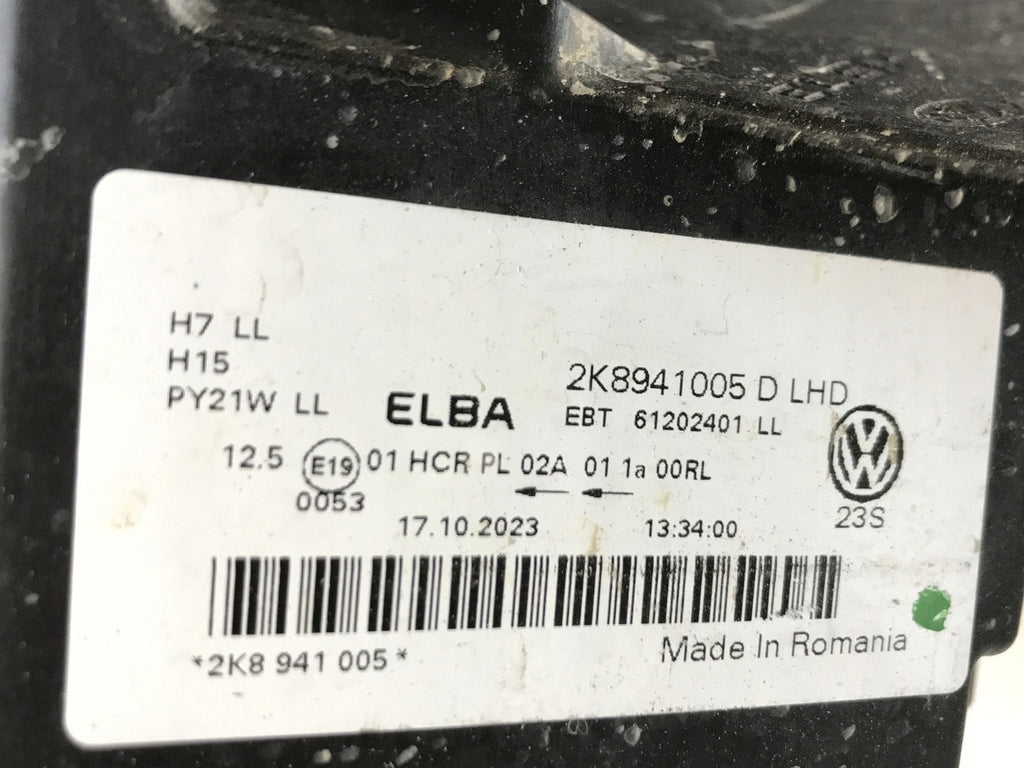 H7 LL
H15
PY21W LL
ELBA
2K8941005 D LHD
EBT 61202401 LL
12.5 E19 01 HCR PL 02A 01 1a 00RL
0053
17.10.2023 13:34:00
VW
23S
*2K8 941 005*
Made In Romania